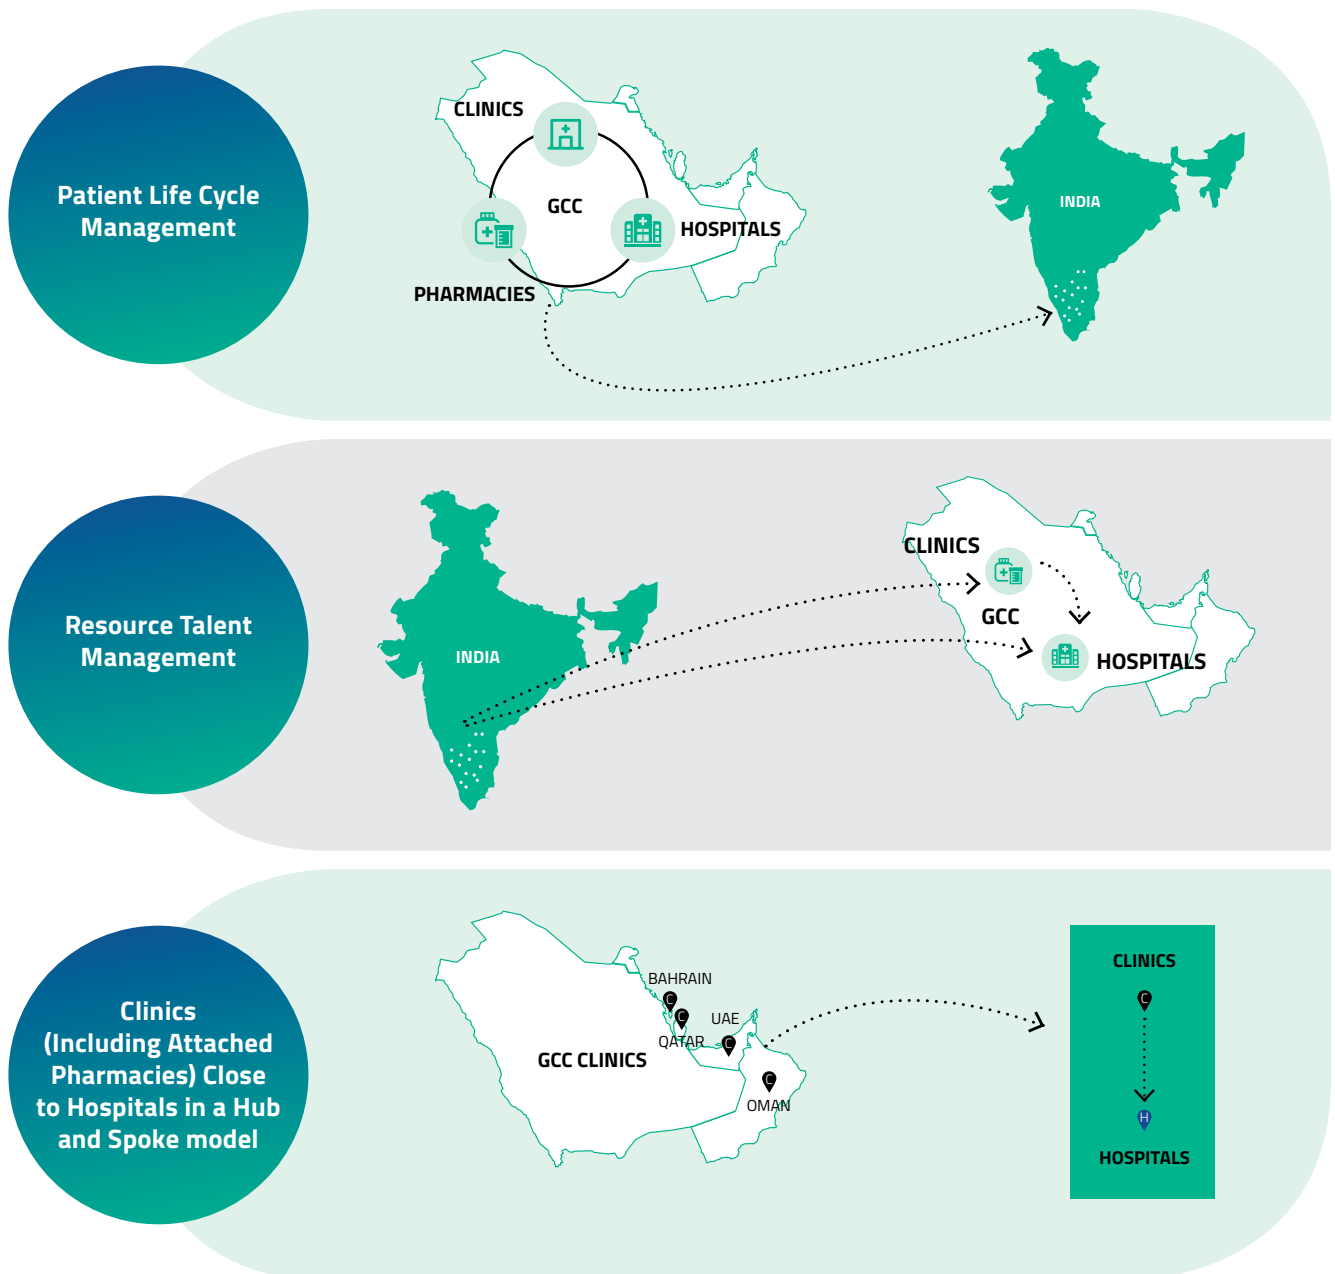 Patient Life Cycle
Management
CLINICS
GCC
HOSPITALS
PHARMACIES
INDIA
Resource Talent
Management
INDIA
CLINICS
GCC
HOSPITALS
Clinics
(Including Attached
Pharmacies) Close
to Hospitals in a Hub
and Spoke model
GCC CLINICS
BAHRAIN
C
C
QATAR
UAE
C
C
OMAN
CLINICS
C
H
HOSPITALS